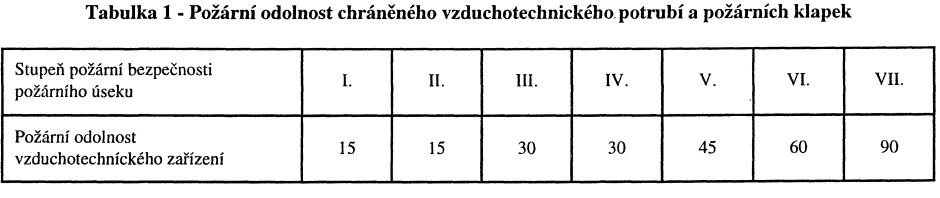 Tabulka 1 - Požární odolnost chráněného vzduchotechnického potrubí a požárních klapek
Stupeň požární bezpečnosti
požárního úseku
I. II. III. IV. V. VI. VII.
Požární odolnost
vzduchotechníckého zařízení
15 15 30 30 45 60 90